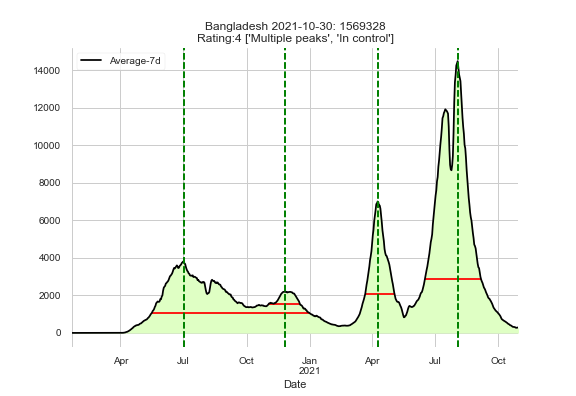 Bangladesh 2021-10-30: 1569328
Rating:4 ['Multiple peaks', 'In control']
Average-7d
14000
12000
10000
8000
6000
4000
2000
0
Apr Jul Oct Jan Apr Jul Oct
2021
Date